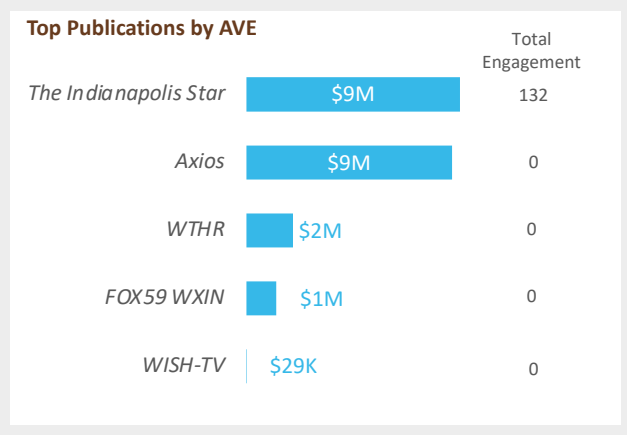 Top Publications by AVE
Total
Engagement
The Indianapolis Star $9M 132
Axios $9M 0
WTHR $2M 0
FOX59 WXIN $1M 0
WISH-TV $29K 0